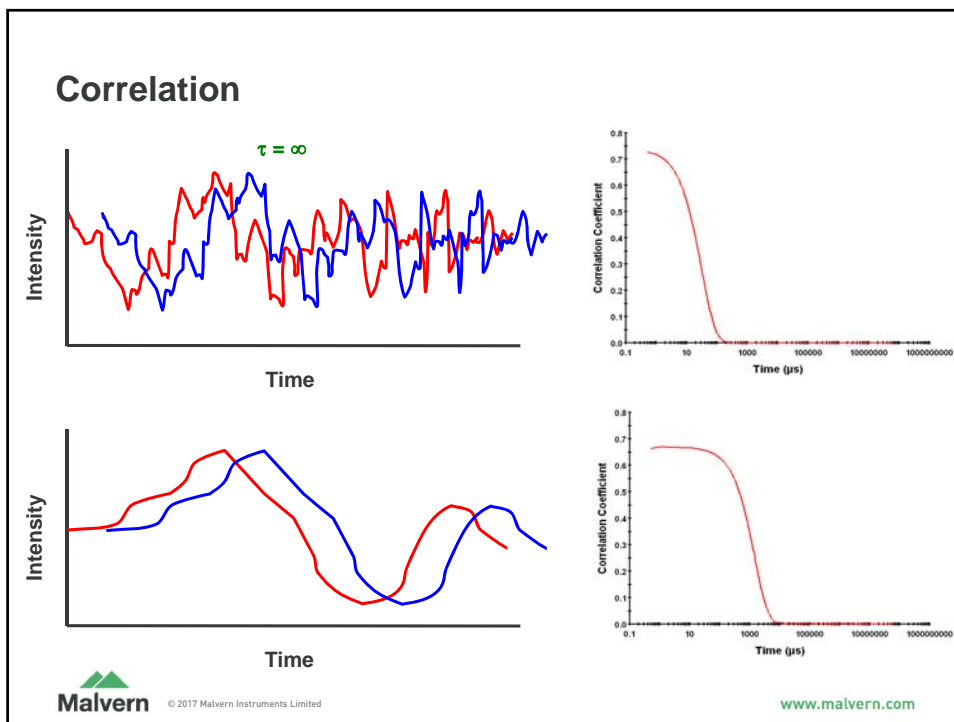 Correlation
τ = ∞
Intensity
Time
0.8
0.7
0.6
0.5
0.4
0.3
0.2
0.1
0.0
Correlation Coefficient
0.1 10 1000 100000 10000000 1000000000
Time (µs)
Intensity
Time
0.8
0.7
0.6
0.5
0.4
0.3
0.2
0.1
0.0
Correlation Coefficient
0.1 10 1000 100000 10000000 1000000000
Time (µs)
Malvern © 2017 Malvern Instruments Limited www.malvern.com